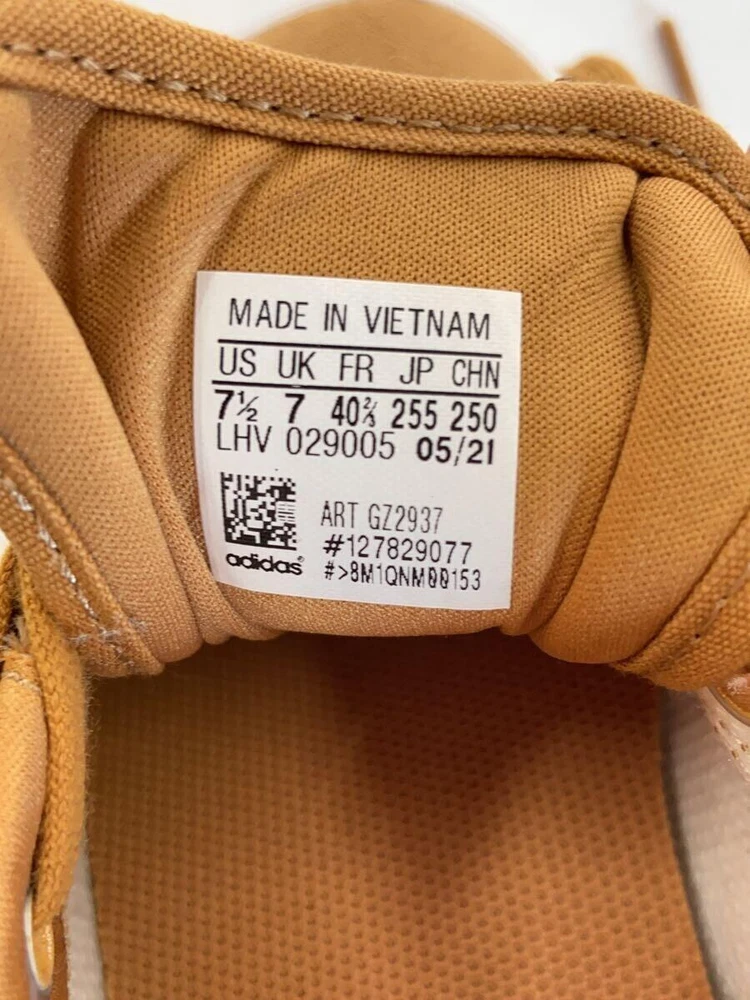 MADE IN VIETNAM
US UK FR JP CHN
7½ 7 40⅔ 255 250
LHV 029005 05/21
ART GZ2937
#127829077
adidas®
#>8M1QNM00153